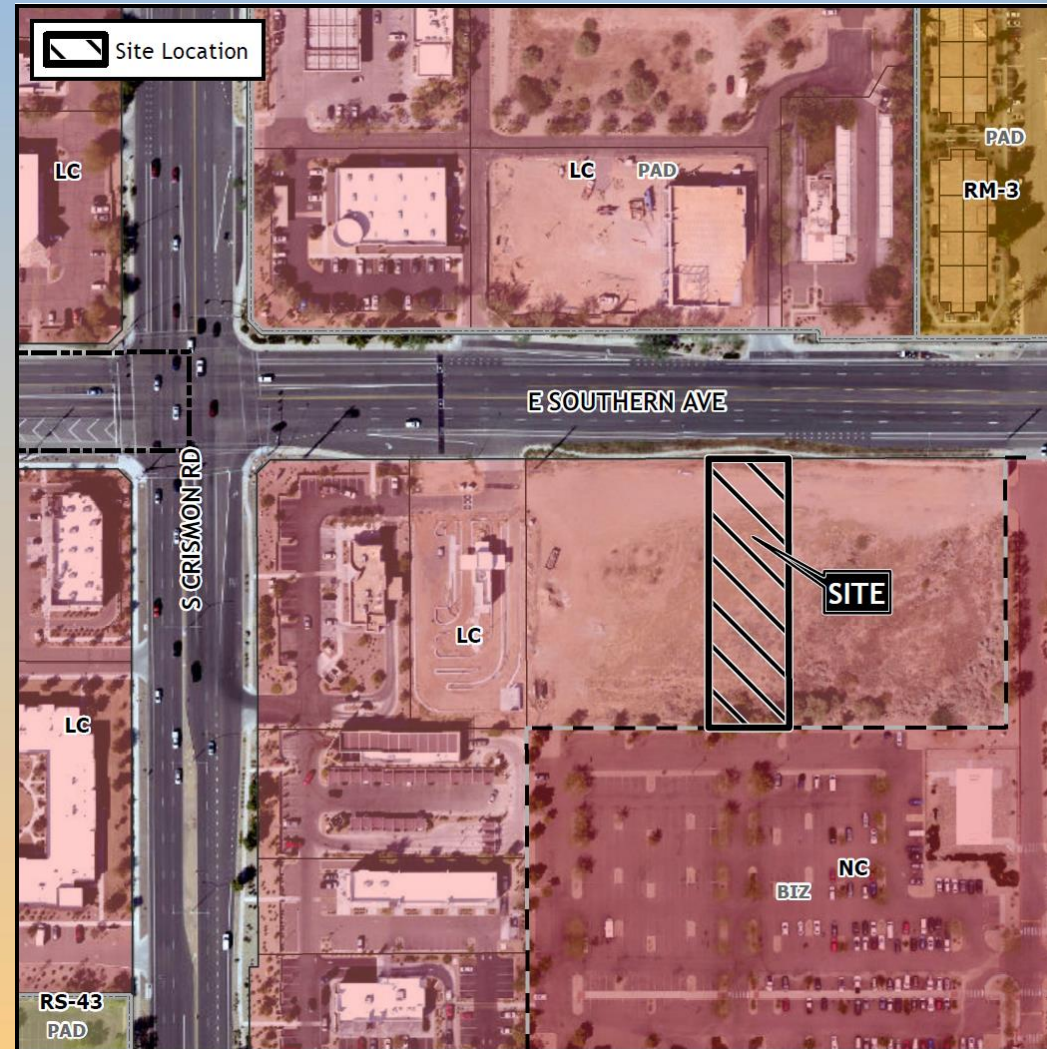 Site Location
LC
LC PAD
PAD
RM-3
E SOUTHERN AVE
S CRISMON RD
SITE
LC
LC
NC
BIZ
RS-43
PAD